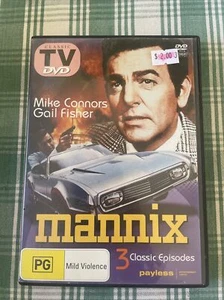 CLASSIC
TV
DVD
DVD
Mike Connors
Gail Fisher
mannix
3 Classic Episodes
PG
Mild Violence
payless